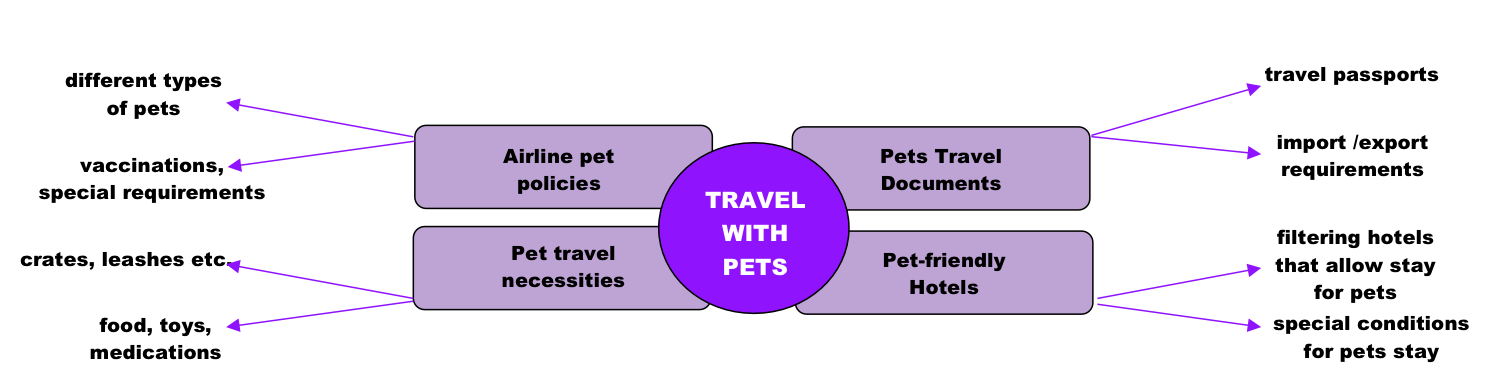 different types
of pets
vaccinations,
special requirements
crates, leashes etc.
food, toys,
medications
Airline pet
policies
Pet travel
necessities
TRAVEL
WITH
PETS
Pets Travel
Documents
Pet-friendly
Hotels
travel passports
import /export
requirements
filtering hotels
that allow stay
for pets
special conditions
for pets stay